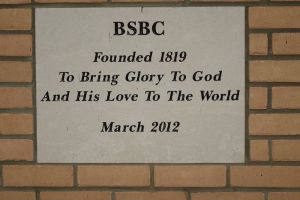 BSBC
Founded 1819
To Bring Glory To God
And His Love To The World
March 2012